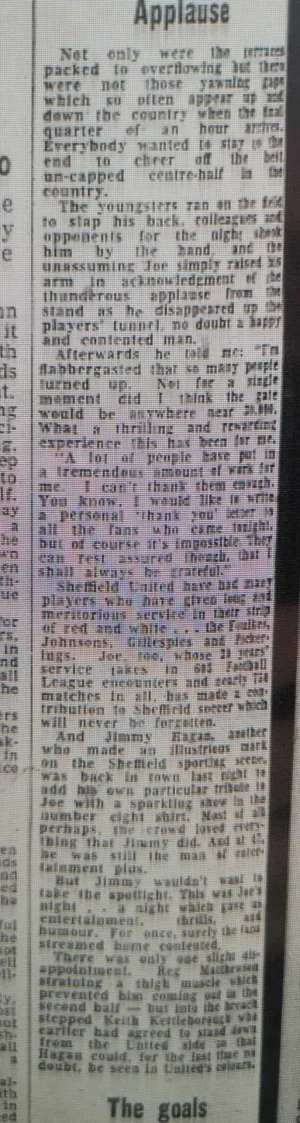 Applause
Not only were the terraces
packed to overflowing but there
were not those yawning gaps
which so often appear up and
down the country when the final
quarter of an hour arrives.
Everybody wanted to stay to the
end to cheer off the best
un-capped centre-half in the
country.
The youngsters ran on the field
to slap his back, colleagues and
opponents for the night shook
him by the hand, and the
unassuming Joe simply raised his
arm in acknowledgment of the
thunderous applause from the
stand as he disappeared up the
players' tunnel, no doubt a happy
and contented man.
Afterwards he told me: "I'm
flabbergasted that so many people
turned up. Not for a single
moment did I think the gate
would be anywhere near
What a thrilling and rewarding
experience this has been for me.
"A lot of people have put in
a tremendous amount of work for
me. I can't thank them enough.
You know, I would like to write
a personal 'thank you' letter to
all the fans who came tonight,
but of course it's impossible. They
can rest assured though, that I
shall always be grateful."
Sheffield United have had many
players who have given long and
meritorious service in their strip
of red and white . . . the Foulkes,
Johnsons, Gillespies and Picker-
ings. Joe, too, whose 20 years'
service takes in Football
League encounters and nearly
matches in all, has made a con-
tribution to Sheffield soccer which
will never be forgotten.
And Jimmy Hagan, another
who made an illustrious mark
on the Sheffield sporting scene,
was back in town last night to
add his own particular tribute to
Joe with a sparkling show in the
number eight shirt. Most of all
perhaps, the crowd loved every-
thing that Jimmy did. And at 47,
he was still the man of enter-
tainment plus.
But Jimmy wouldn't want to
take the spotlight. This was Joe's
night . . . a night which gave us
entertainment, thrills, and
humour. For once, surely the fans
streamed home contented.
There was only one slight dis-
appointment. Reg Matthewson
straining a thigh muscle which
prevented him coming out in the
second half — but into the breach
stepped Keith Kettleborough who
earlier had agreed to stand down
from the United side so that
Hagan could, for the last time no
doubt, be seen in United's colours.
The goals